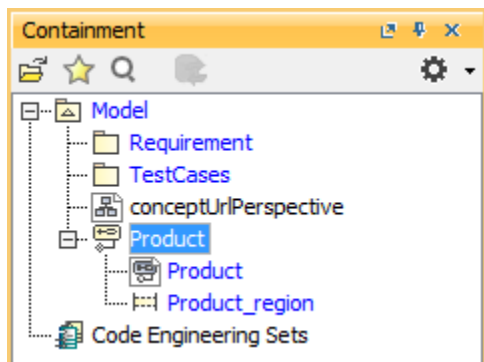 Containment
Model
Requirement
TestCases
conceptUrlPerspective
Product
Product
Product_region
Code Engineering Sets